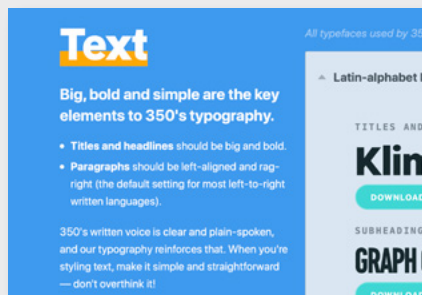 Text
Big, bold and simple are the key
elements to 350's typography.
• Titles and headlines should be big and bold.
• Paragraphs should be left-aligned and rag-
right (the default setting for most left-to-right
written languages).
350's written voice is clear and plain-spoken,
and our typography reinforces that. When you're
styling text, make it simple and straightforward
— don't overthink it!
All typefaces used by 35
Latin-alphabet l
TITLES AND
Klin
DOWNLOAD
SUBHEADING
GRAPH
DOWNLOAD